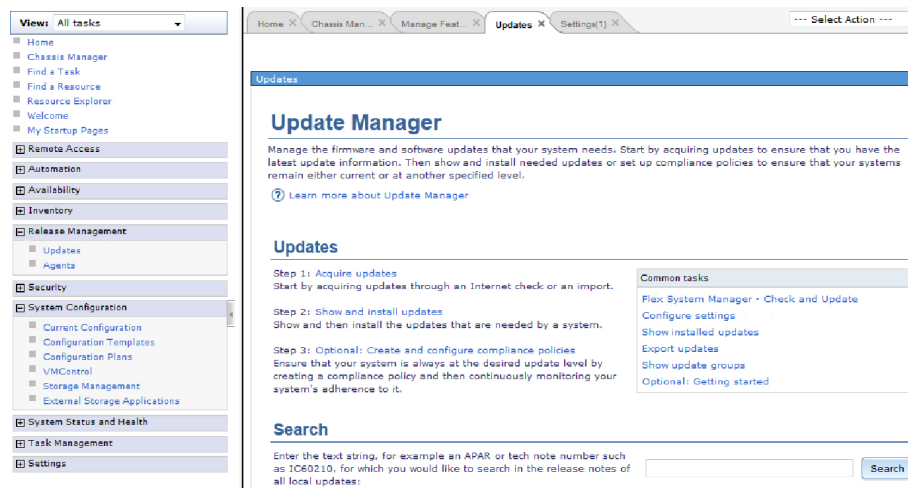 View: All tasks
Home
Chassis Manager
Find a Task
Find a Resource
Resource Explorer
Welcome
My Startup Pages
Remote Access
Automation
Availability
Inventory
Release Management
Updates
Agents
Security
System Configuration
Current Configuration
Configuration Templates
Configuration Plans
VMControl
Storage Management
External Storage Applications
System Status and Health
Task Management
Settings
Home Chassis Man... Manage Feat... Updates Settings(1) --- Select Action ---
Updates
Update Manager
Manage the firmware and software updates that your system needs. Start by acquiring updates to ensure that you have the
latest update information. Then show and install needed updates or set up compliance policies to ensure that your systems
remain either current or at another specified level.
Learn more about Update Manager
Updates
Step 1: Acquire updates
Start by acquiring updates through an Internet check or an import.
Step 2: Show and install updates
Show and then install the updates that are needed by a system.
Step 3: Optional: Create and configure compliance policies
Ensure that your system is always at the desired update level by
creating a compliance policy and then continuously monitoring your
system's adherence to it.
Common tasks
Flex System Manager - Check and Update
Configure settings
Show installed updates
Export updates
Show update groups
Optional: Getting started
Search
Enter the text string, for example an APAR or tech note number such
as IC60210, for which you would like to search in the release notes of
all local updates:
Search